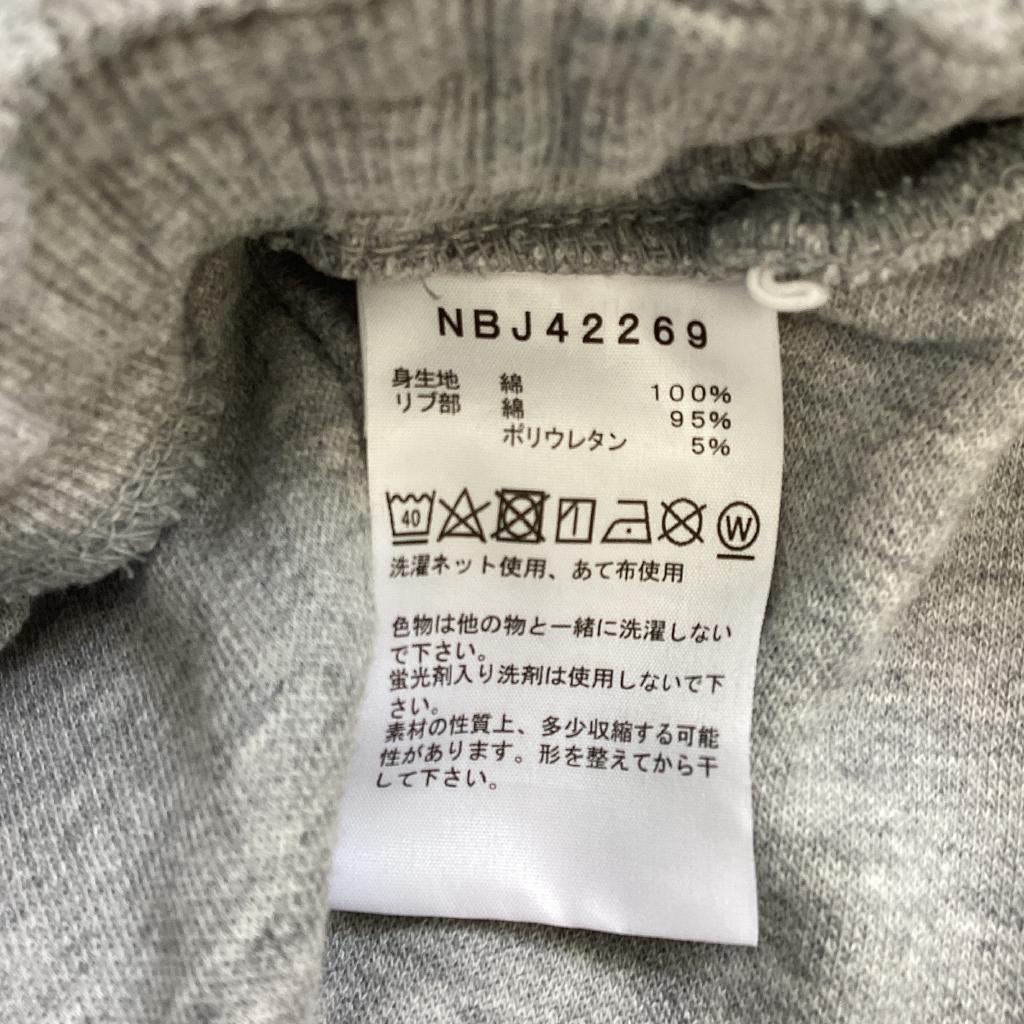 NBJ42269
身生地 綿 100%
リブ部 綿 95%
ポリウレタン 5%
40 W
洗濯ネット使用、あて布使用
色物は他の物と一緒に洗濯しない
で下さい。
蛍光剤入り洗剤は使用しないで下
さい。
素材の性質上、多少収縮する可能
性があります。形を整えてから干
して下さい。